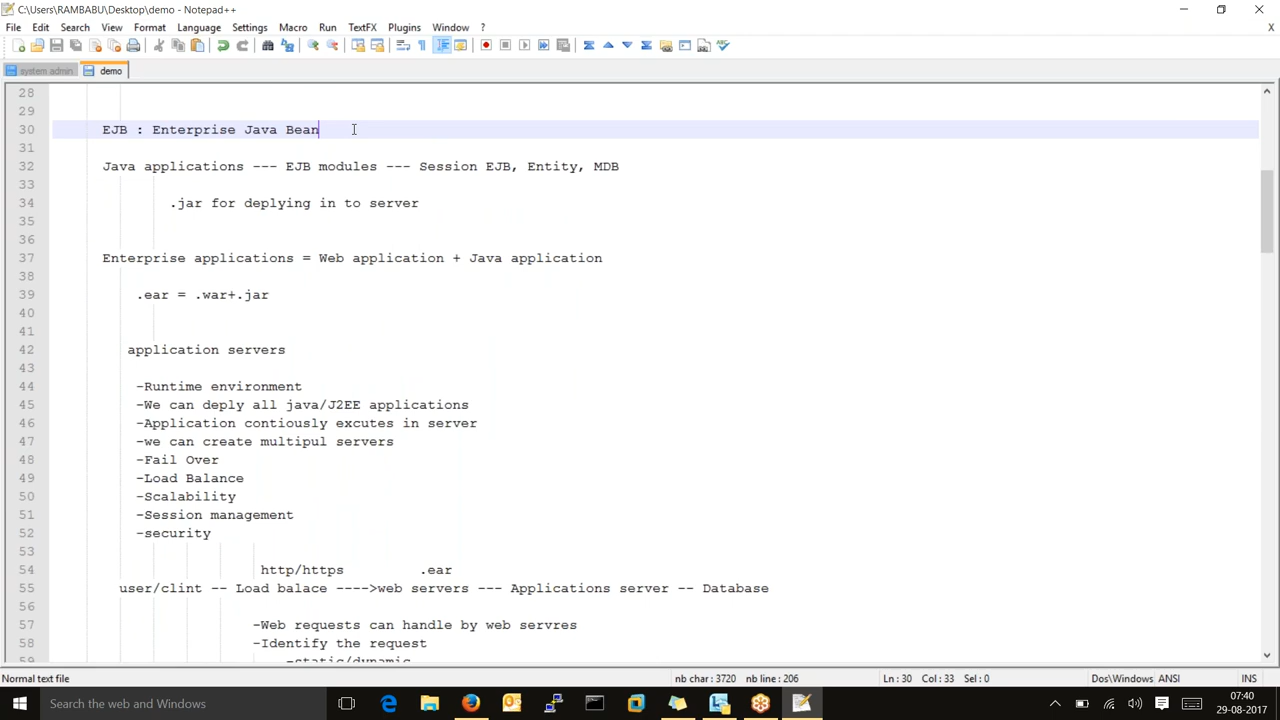 C:\Users\RAMBABU\Desktop\demo - Notepad++
File Edit Search View Encoding Language Settings Macro Run TextFX Plugins Window ?
X
system admin demo
28
29
30 EJB : Enterprise Java Bean
31
32 Java applications --- EJB modules --- Session EJB, Entity, MDB
33
34 .jar for deplying in to server
35
36
37 Enterprise applications = Web application + Java application
38
39 .ear = .war+.jar
40
41
42 application servers
43
44 -Runtime environment
45 -We can deply all java/J2EE applications
46 -Application contiously excutes in server
47 -we can create multipul servers
48 -Fail Over
49 -Load Balance
50 -Scalability
51 -Session management
52 -security
53
54 http/https .ear
55 user/clint -- Load balace ---->web servers --- Applications server -- Database
56
57 -Web requests can handle by web servres
58 -Identify the request
59 -static/dynamic
Normal text file nb char : 3720 nb line : 206 Ln : 30 Col : 33 Sel : 0 Dos\Windows ANSI INS
Search the web and Windows
07:40
29-08-2017